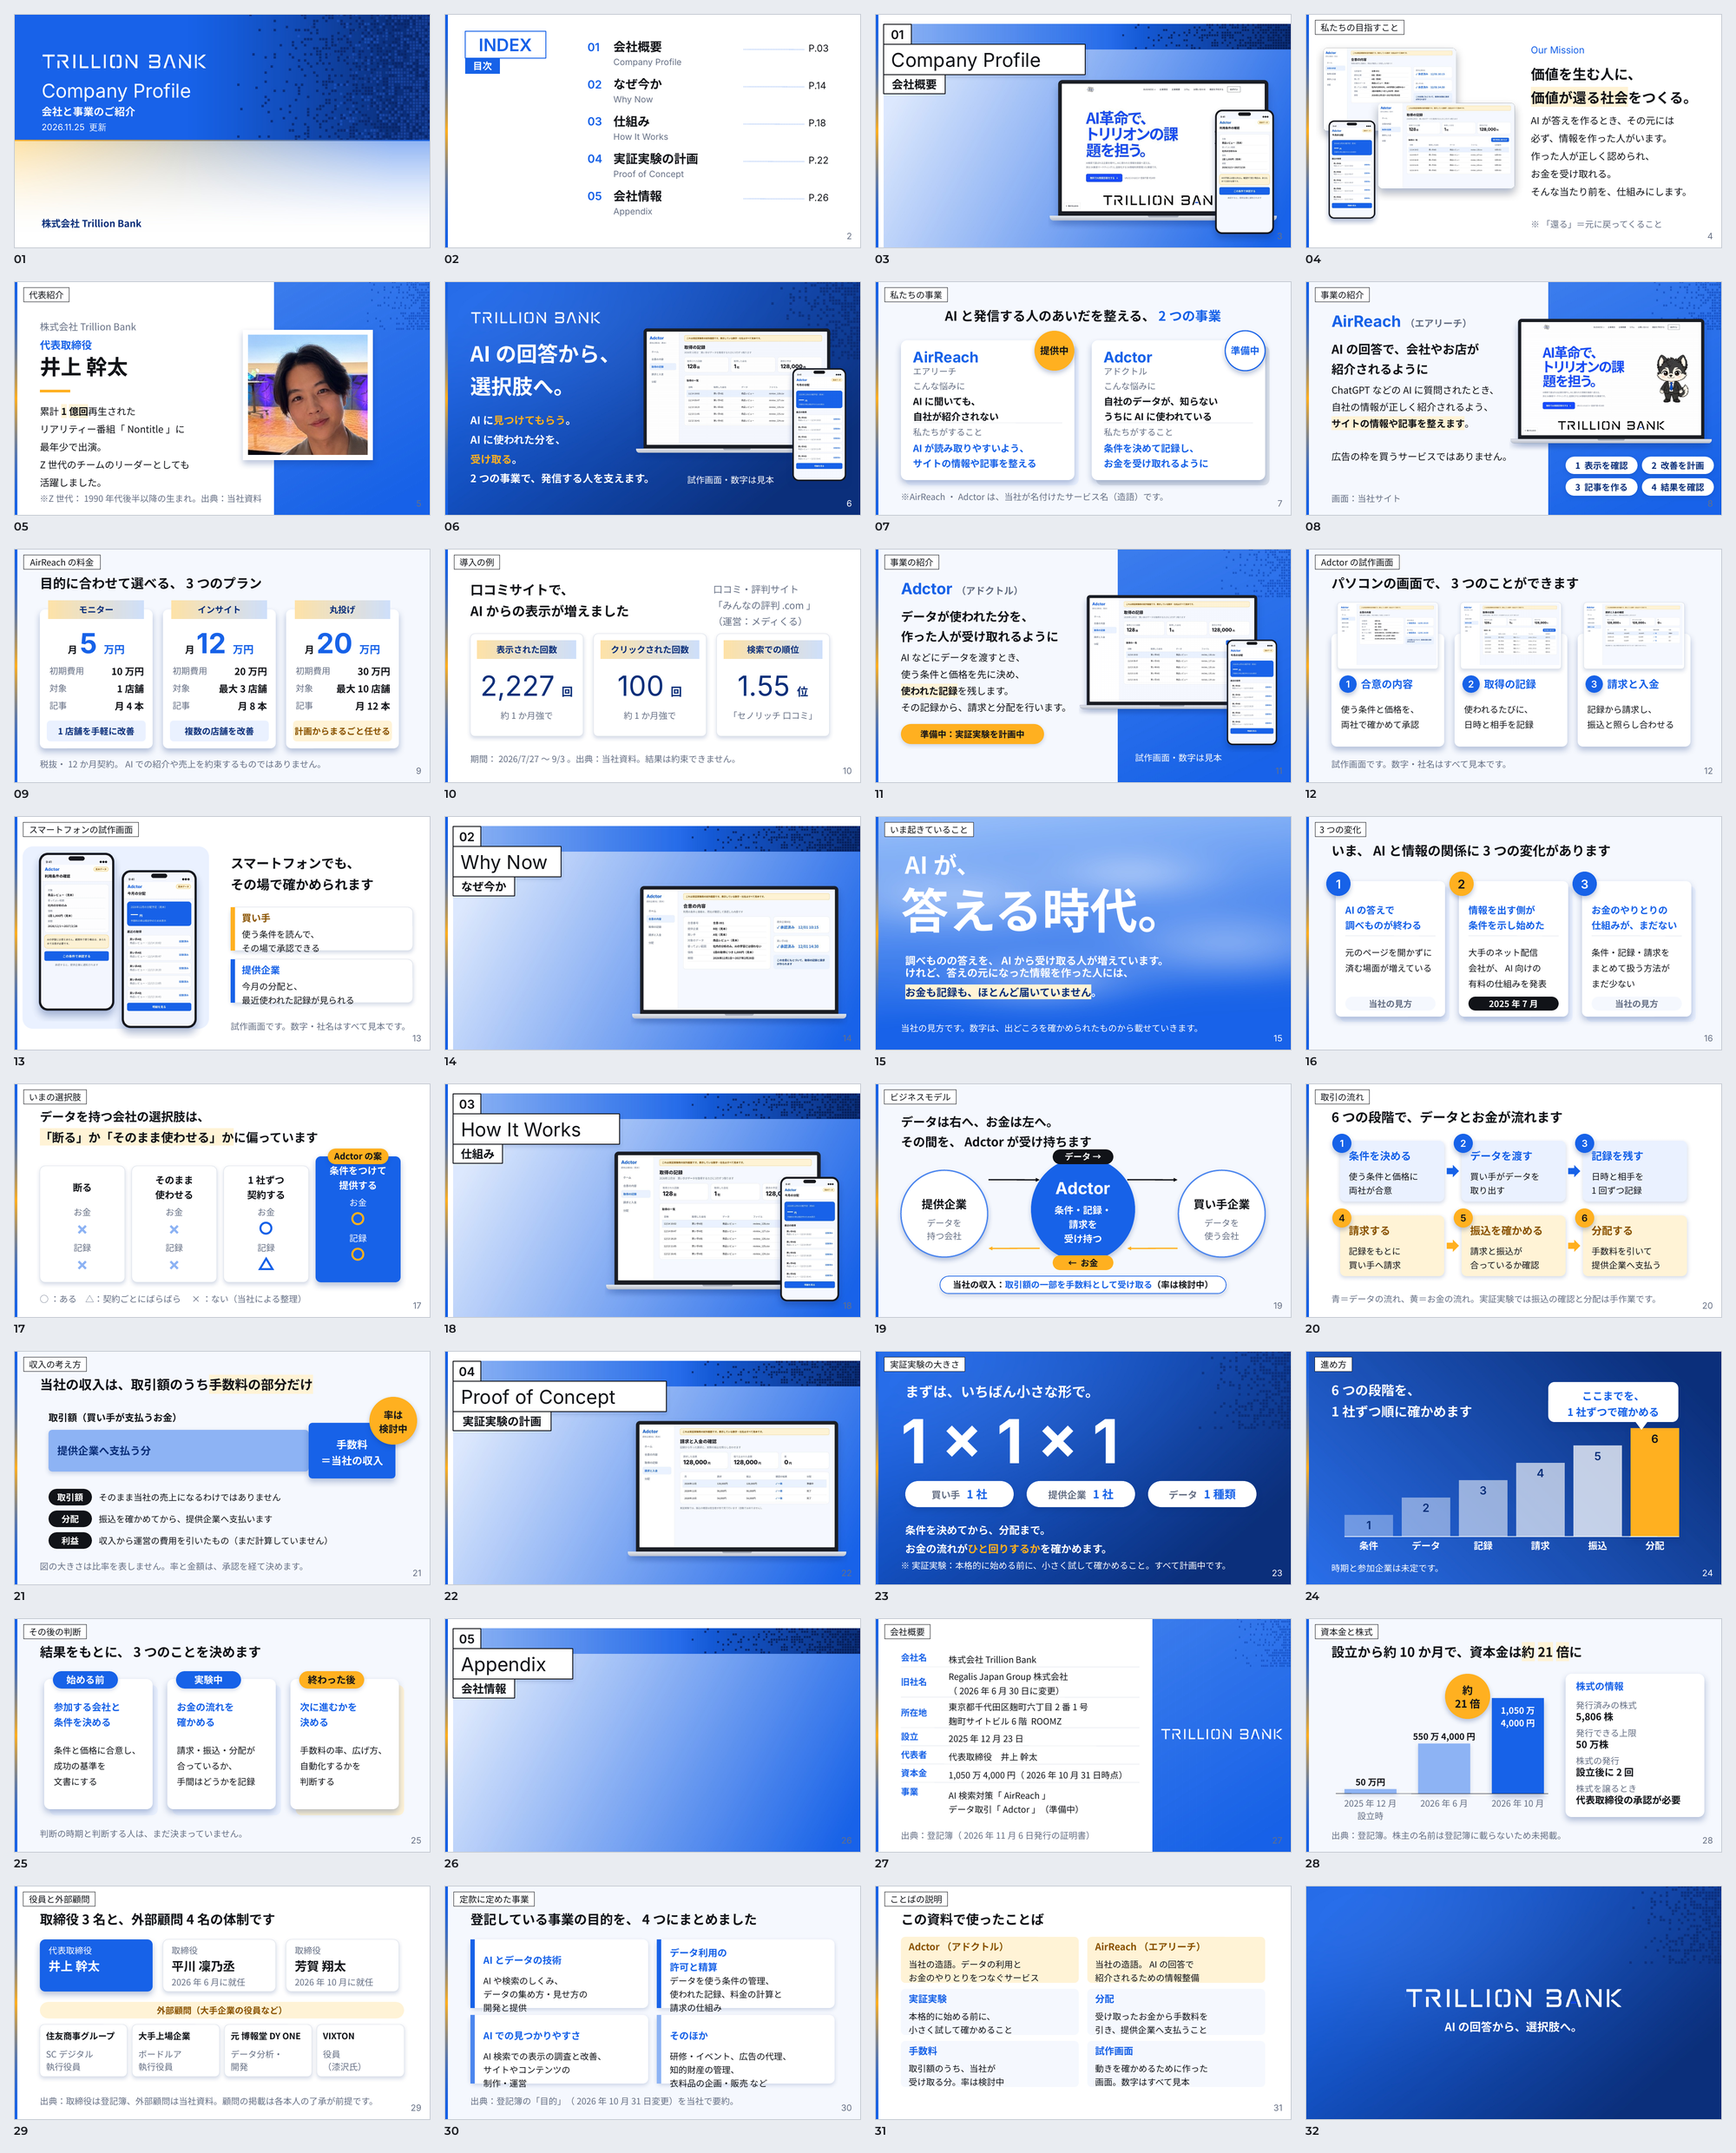 TRILLION BANK
Company Profile
会社と事業のご紹介
2026.11.25 更新
株式会社 Trillion Bank
01
INDEX
目次
01 会社概要 P.03
Company Profile
02 なぜ今か P.14
Why Now
03 仕組み P.18
How It Works
04 実証実験の計画 P.22
Proof of Concept
05 会社情報 P.26
Appendix
2
02
01
Company Profile
会社概要
AI革命で、
トリリオンの課
題を担う。
TRILLION BAN
03
私たちの目指すこと
Our Mission
価値を生む人に、
価値が還る社会をつくる。
AI が答えを作るとき、その元には
必ず、情報を作った人がいます。
作った人が正しく認められ、
お金を受け取れる。
そんな当たり前を、仕組みにします。
※「還る」＝元に戻ってくること
4
04
代表紹介
株式会社 Trillion Bank
代表取締役
井上 幹太
累計 1 億回再生された
リアリティー番組「 Nontitle 」に
最年少で出演。
Z 世代のチームのリーダーとしても
活躍しました。
※Z 世代： 1990 年代後半以降の生まれ。出典：当社資料
05
TRILLION BANK
AI の回答から、
選択肢へ。
AI に見つけてもらう。
AI に使われた分を、
受け取る。
2 つの事業で、発信する人を支えます。
試作画面・数字は見本
6
06
私たちの事業
AI と発信する人のあいだを整える、 2 つの事業
AirReach
エアリーチ
提供中
こんな悩みに
AI に聞いても、
自社が紹介されない
私たちがすること
AI が読み取りやすいよう、
サイトの情報や記事を整える
Adctor
アドクトル
準備中
こんな悩みに
自社のデータが、知らない
うちに AI に使われている
私たちがすること
条件を決めて記録し、
お金を受け取れるように
※AirReach ・ Adctor は、当社が名付けたサービス名（造語）です。
7
07
事業の紹介
AirReach （エアリーチ）
AI の回答で、会社やお店が
紹介されるように
ChatGPT などの AI に質問されたとき、
自社の情報が正しく紹介されるよう、
サイトの情報や記事を整えます。
広告の枠を買うサービスではありません。
画面：当社サイト
AI革命で、
トリリオンの課
題を担う。
TRILLION BANK
1 表示を確認 2 改善を計画
3 記事を作る 4 結果を確認
08
AirReach の料金
目的に合わせて選べる、 3 つのプラン
モニター
月 5 万円
初期費用 10 万円
対象 1 店舗
記事 月 4 本
1 店舗を手軽に改善
インサイト
月 12 万円
初期費用 20 万円
対象 最大 3 店舗
記事 月 8 本
複数の店舗を改善
丸投げ
月 20 万円
初期費用 30 万円
対象 最大 10 店舗
記事 月 12 本
計画からまるごと任せる
税抜・ 12 か月契約。 AI での紹介や売上を約束するものではありません。
9
09
導入の例
口コミサイトで、
AI からの表示が増えました
口コミ・評判サイト
「みんなの評判 .com 」
（運営：メディくる）
表示された回数
2,227 回
約 1 か月強で
クリックされた回数
100 回
約 1 か月強で
検索での順位
1.55 位
「セノリッチ 口コミ」
期間： 2026/7/27 ～ 9/3 。出典：当社資料。結果は約束できません。
10
10
事業の紹介
Adctor （アドクトル）
データが使われた分を、
作った人が受け取れるように
AI などにデータを渡すとき、
使う条件と価格を先に決め、
使われた記録を残します。
その記録から、請求と分配を行います。
準備中：実証実験を計画中
試作画面・数字は見本
11
Adctor の試作画面
パソコンの画面で、 3 つのことができます
1 合意の内容
使う条件と価格を、
両社で確かめて承認
2 取得の記録
使われるたびに、
日時と相手を記録
3 請求と入金
記録から請求し、
振込と照らし合わせる
試作画面です。数字・社名はすべて見本です。
12
12
スマートフォンの試作画面
スマートフォンでも、
その場で確かめられます
買い手
使う条件を読んで、
その場で承認できる
提供企業
今月の分配と、
最近使われた記録が見られる
試作画面です。数字・社名はすべて見本です。
13
13
02
Why Now
なぜ今か
Adctor
合意の内容
14
いま起きていること
AI が、
答える時代。
調べものの答えを、 AI から受け取る人が増えています。
けれど、答えの元になった情報を作った人には、
お金も記録も、ほとんど届いていません。
当社の見方です。数字は、出どころを確かめられたものから載せていきます。
15
15
3 つの変化
いま、 AI と情報の関係に 3 つの変化があります
1
AI の答えで
調べものが終わる
元のページを開かずに
済む場面が増えている
当社の見方
2
情報を出す側が
条件を示し始めた
大手のネット配信
会社が、 AI 向けの
有料の仕組みを発表
2025 年 7 月
3
お金のやりとりの
仕組みが、まだない
条件・記録・請求を
まとめて扱う方法が
まだ少ない
当社の見方
16
16
いまの選択肢
データを持つ会社の選択肢は、
「断る」か「そのまま使わせる」かに偏っています
断る
お金
×
記録
×
そのまま
使わせる
お金
×
記録
×
1 社ずつ
契約する
お金
○
記録
△
Adctor の案
条件をつけて
提供する
お金
○
記録
○
○ ：ある △：契約ごとにばらばら × ：ない（当社による整理）
17
17
03
How It Works
仕組み
Adctor
取得の記録
18
ビジネスモデル
データは右へ、お金は左へ。
その間を、 Adctor が受け持ちます
データ →
提供企業
データを
持つ会社
Adctor
条件・記録・
請求を
受け持つ
買い手企業
データを
使う会社
← お金
当社の収入：取引額の一部を手数料として受け取る（率は検討中）
19
19
取引の流れ
6 つの段階で、データとお金が流れます
1 条件を決める
使う条件と価格に
両社が合意
2 データを渡す
買い手がデータを
取り出す
3 記録を残す
日時と相手を
1 回ずつ記録
4 請求する
記録をもとに
買い手へ請求
5 振込を確かめる
請求と振込が
合っているか確認
6 分配する
手数料を引いて
提供企業へ支払う
青＝データの流れ、黄＝お金の流れ。実証実験では振込の確認と分配は手作業です。
20
20
収入の考え方
当社の収入は、取引額のうち手数料の部分だけ
取引額（買い手が支払うお金）
提供企業へ支払う分
手数料
＝当社の収入
率は
検討中
取引額 そのまま当社の売上になるわけではありません
分配 振込を確かめてから、提供企業へ支払います
利益 収入から運営の費用を引いたもの（まだ計算していません）
図の大きさは比率を表しません。率と金額は、承認を経て決めます。
21
21
04
Proof of Concept
実証実験の計画
Adctor
請求と入金の確認
22
実証実験の大きさ
まずは、いちばん小さな形で。
1 × 1 × 1
買い手 1 社
提供企業 1 社
データ 1 種類
条件を決めてから、分配まで。
お金の流れがひと回りするかを確かめます。
※ 実証実験：本格的に始める前に、小さく試して確かめること。すべて計画中です。
23
23
進め方
6 つの段階を、
1 社ずつ順に確かめます
ここまでを、
1 社ずつで確かめる
1 2 3 4 5 6
条件 データ 記録 請求 振込 分配
時期と参加企業は未定です。
24
24
その後の判断
結果をもとに、 3 つのことを決めます
始める前
参加する会社と
条件を決める
条件と価格に合意し、
成功の基準を
文書にする
実験中
お金の流れを
確かめる
請求・振込・分配が
合っているか、
手間はどうかを記録
終わった後
次に進むかを
決める
手数料の率、広げ方、
自動化するかを
判断する
判断の時期と判断する人は、まだ決まっていません。
25
25
05
Appendix
会社情報
26
会社概要
会社名 株式会社 Trillion Bank
旧社名 Regalis Japan Group 株式会社
（ 2026 年 6 月 30 日に変更）
所在地 東京都千代田区麹町六丁目 2 番 1 号
麹町サイトビル 6 階 ROOMZ
設立 2025 年 12 月 23 日
代表者 代表取締役 井上 幹太
資本金 1,050 万 4,000 円（ 2026 年 10 月 31 日時点）
事業 AI 検索対策「 AirReach 」
データ取引「 Adctor 」（準備中）
出典：登記簿（ 2026 年 11 月 6 日発行の証明書）
TRILLION BANK
27
資本金と株式
設立から約 10 か月で、資本金は約 21 倍に
約
21 倍
50 万円
550 万 4,000 円
1,050 万
4,000 円
2025 年 12 月
設立時
2026 年 6 月
2026 年 10 月
株式の情報
発行済みの株式
5,806 株
発行できる上限
50 万株
株式の発行
設立後に 2 回
株式を譲るとき
代表取締役の承認が必要
出典：登記簿。株主の名前は登記簿に載らないため未掲載。
28
28
役員と外部顧問
取締役 3 名と、外部顧問 4 名の体制です
代表取締役
井上 幹太
取締役
平川 凜乃丞
2026 年 6 月に就任
取締役
芳賀 翔太
2026 年 10 月に就任
外部顧問（大手企業の役員など）
住友商事グループ
SC デジタル
執行役員
大手上場企業
ボードルア
執行役員
元 博報堂 DY ONE
データ分析・
開発
VIXTON
役員
（漆沢氏）
出典：取締役は登記簿、外部顧問は当社資料。顧問の掲載は各本人の了承が前提です。
29
29
定款に定めた事業
登記している事業の目的を、 4 つにまとめました
AI とデータの技術
AI や検索のしくみ、
データの集め方・見せ方の
開発と提供
データ利用の
許可と精算
データを使う条件の管理、
使われた記録、料金の計算と
請求の仕組み
AI での見つかりやすさ
AI 検索での表示の調査と改善、
サイトやコンテンツの
制作・運営
そのほか
研修・イベント、広告の代理、
知的財産の管理、
衣料品の企画・販売 など
出典：登記簿の「目的」（ 2026 年 10 月 31 日変更）を当社で要約。
30
30
ことばの説明
この資料で使ったことば
Adctor （アドクトル）
当社の造語。データの利用と
お金のやりとりをつなぐサービス
AirReach （エアリーチ）
当社の造語。 AI の回答で
紹介されるための情報整備
実証実験
本格的に始める前に、
小さく試して確かめること
分配
受け取ったお金から手数料を
引き、提供企業へ支払うこと
手数料
取引額のうち、当社が
受け取る分。率は検討中
試作画面
動きを確かめるために作った
画面。数字はすべて見本
31
31
TRILLION BANK
AI の回答から、選択肢へ。
32